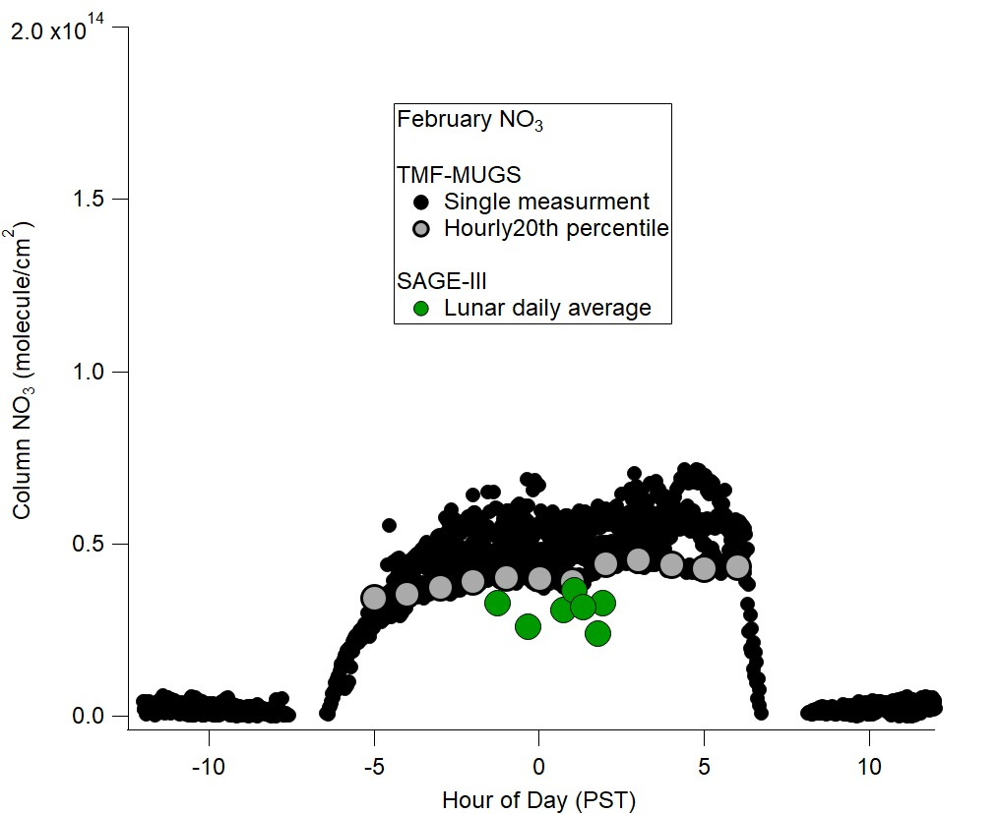 2.0 x10^14
1.5
1.0
0.5
0.0
Column NO3 (molecule/cm2)
February NO3
TMF-MUGS
Single measurment
Hourly20th percentile
SAGE-III
Lunar daily average
-10
-5
0
5
10
Hour of Day (PST)